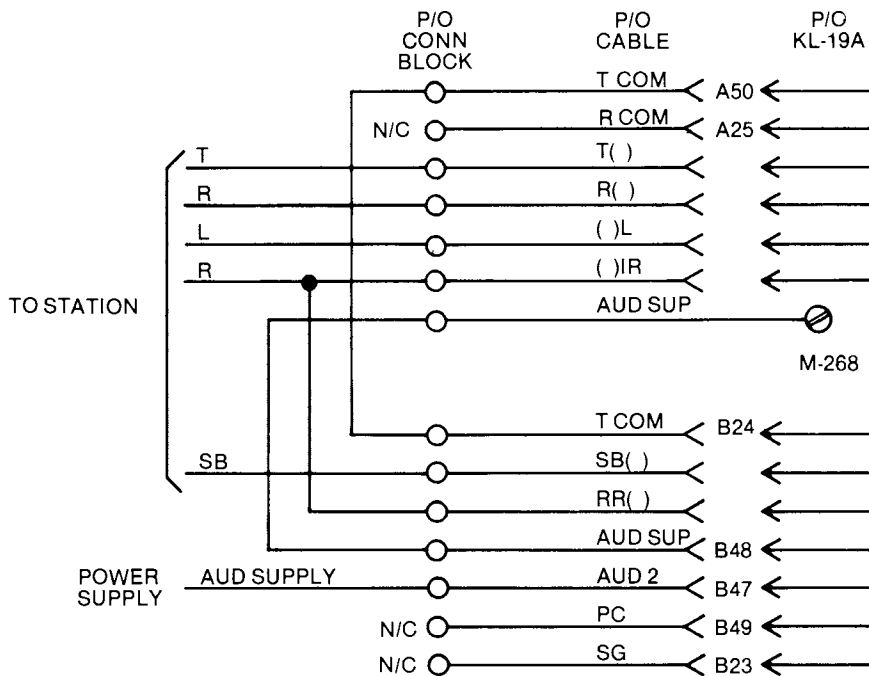 P/O CONN BLOCK
P/O CABLE
P/O KL-19A
T COM A50
N/C R COM A25
T T( )
R R( )
L ( )L
R ( )IR
TO STATION
AUD SUP
M-268
T COM B24
SB SB( )
RR( )
AUD SUP B48
POWER SUPPLY AUD SUPPLY AUD 2 B47
N/C PC B49
N/C SG B23